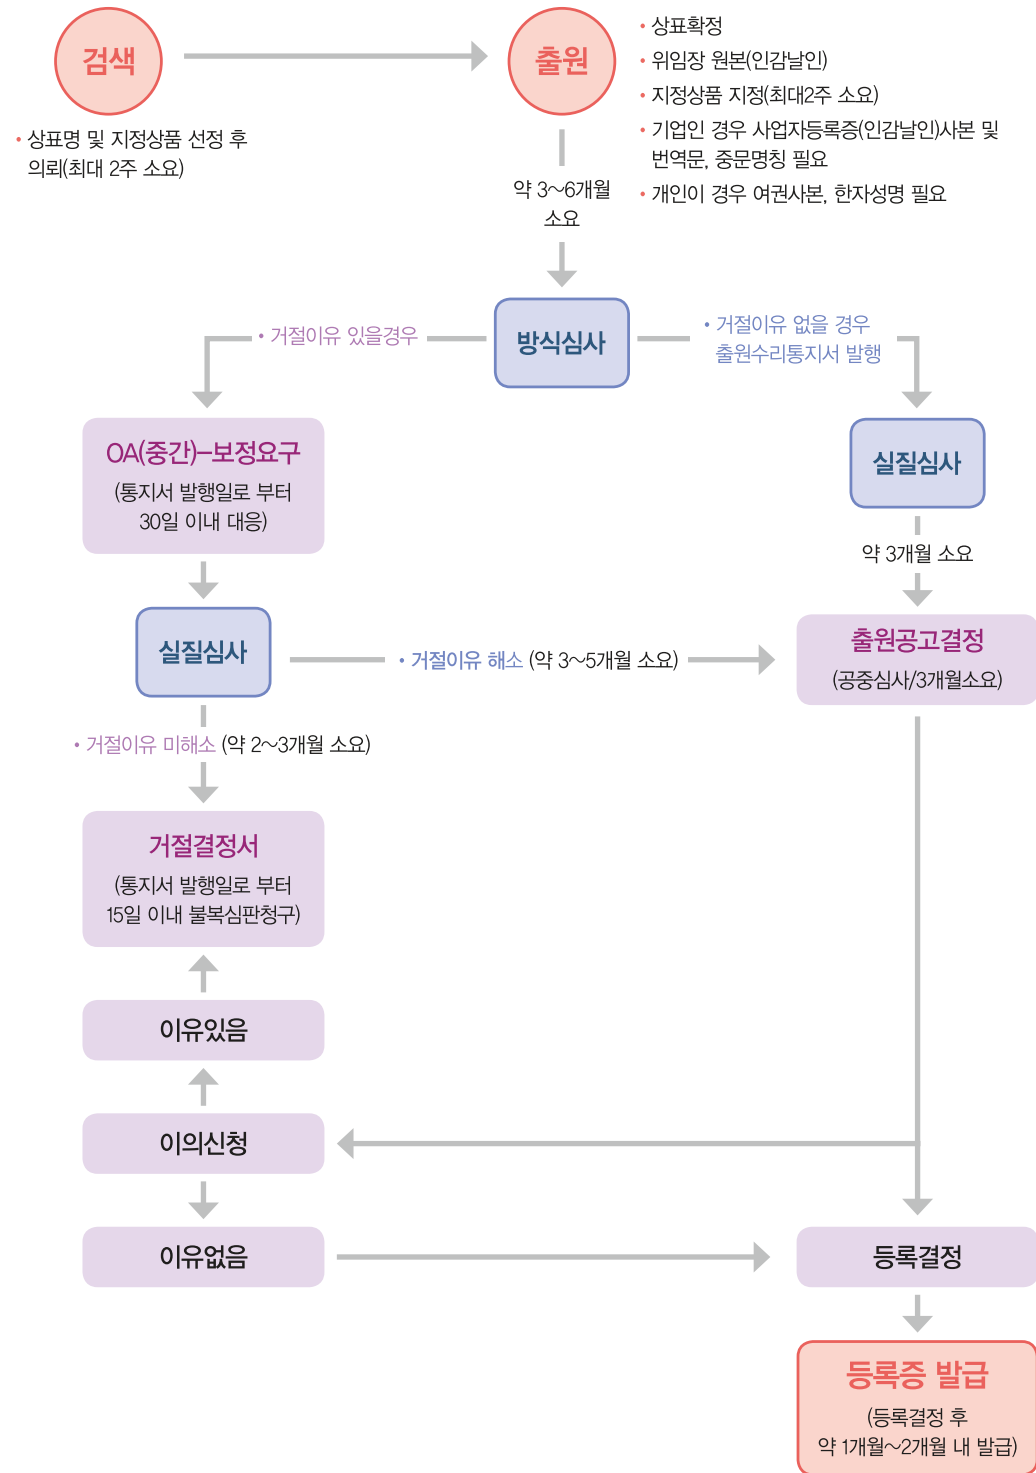 검색
• 상표명 및 지정상품 선정 후
의뢰(최대 2주 소요)
출원
• 상표확정
• 위임장 원본(인감날인)
• 지정상품 지정(최대2주 소요)
• 기업인 경우 사업자등록증(인감날인)사본 및
번역문, 중문명칭 필요
• 개인이 경우 여권사본, 한자성명 필요
약 3~6개월
소요
방식심사
• 거절이유 있을경우
• 거절이유 없을 경우
출원수리통지서 발행
OA(중간)-보정요구
(통지서 발행일로 부터
30일 이내 대응)
실질심사
약 3개월 소요
실질심사
• 거절이유 해소 (약 3~5개월 소요)
출원공고결정
(공중심사/3개월소요)
• 거절이유 미해소 (약 2~3개월 소요)
거절결정서
(통지서 발행일로 부터
15일 이내 불복심판청구)
이유있음
이의신청
이유없음
등록결정
등록증 발급
(등록결정 후
약 1개월~2개월 내 발급)